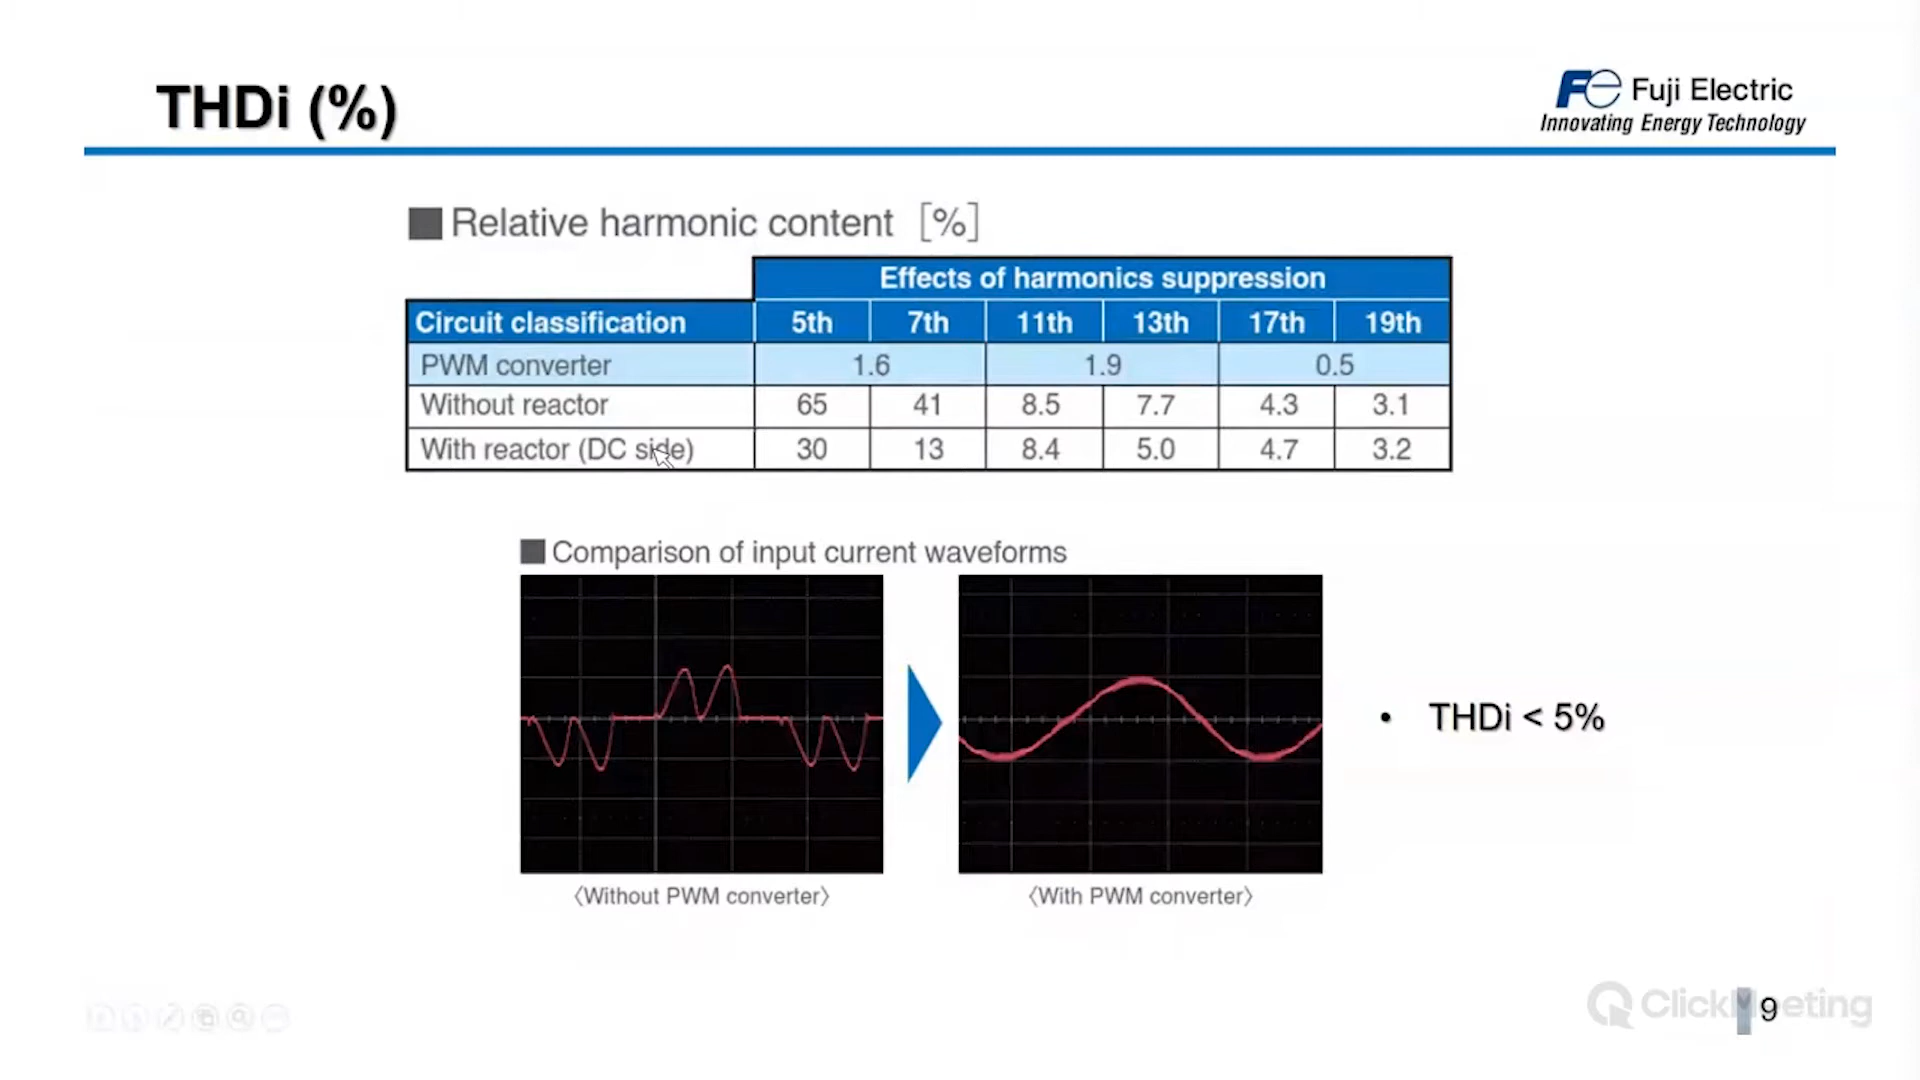 THDi (%)
Fuji Electric
Innovating Energy Technology
Relative harmonic content [%]
Effects of harmonics suppression
Circuit classification 5th 7th 11th 13th 17th 19th
PWM converter 1.6 1.9 0.5
Without reactor 65 41 8.5 7.7 4.3 3.1
With reactor (DC side) 30 13 8.4 5.0 4.7 3.2
Comparison of input current waveforms
• THDi < 5%
〈Without PWM converter〉 〈With PWM converter〉
ClickMeeting
9